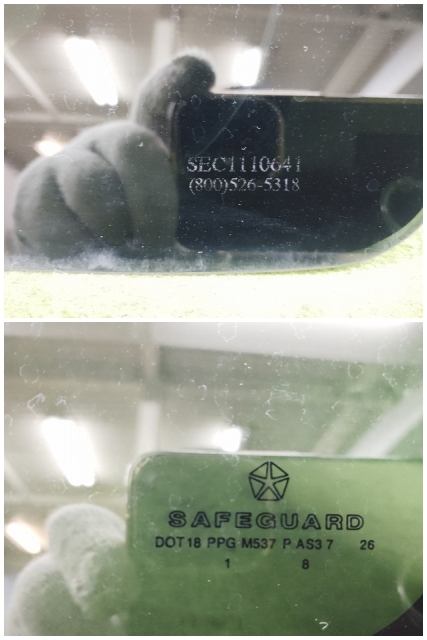 SEC1110641
(800)526-5318
SAFEGUARD
DOT18 PPG M537 P AS3 7 26
1 8